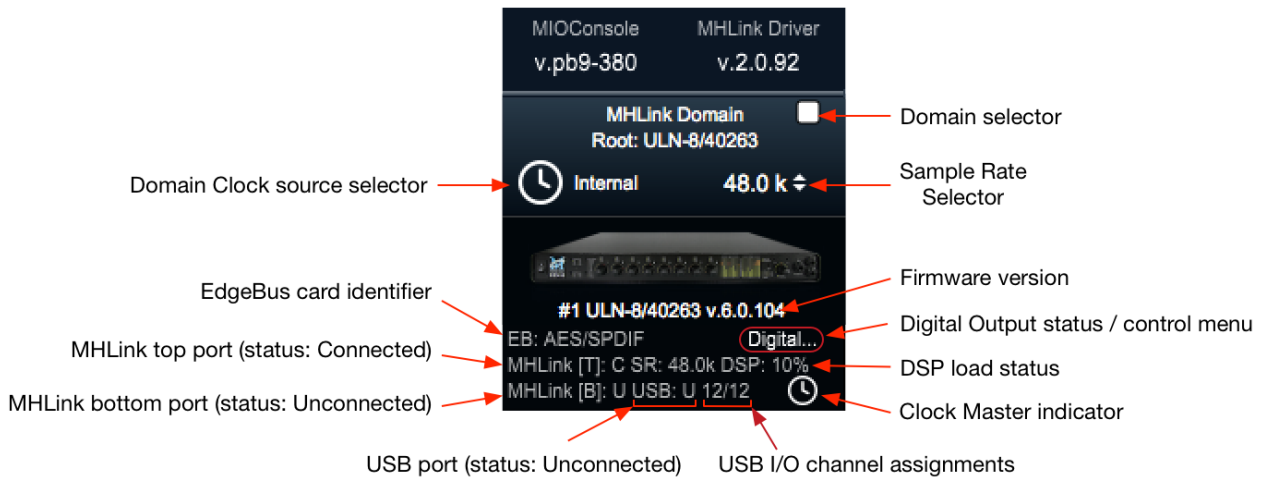 MIOConsole MHLink Driver
v.pb9-380 v.2.0.92
MHLink Domain
Domain selector
Root: ULN-8/40263
Domain Clock source selector
Internal 48.0 k
Sample Rate
Selector
Firmware version
EdgeBus card identifier
#1 ULN-8/40263 v.6.0.104
EB: AES/SPDIF Digital...
Digital Output status / control menu
MHLink top port (status: Connected)
MHLink [T]: C SR: 48.0k DSP: 10%
DSP load status
MHLink bottom port (status: Unconnected)
MHLink [B]: U USB: U 12/12
Clock Master indicator
USB port (status: Unconnected)
USB I/O channel assignments